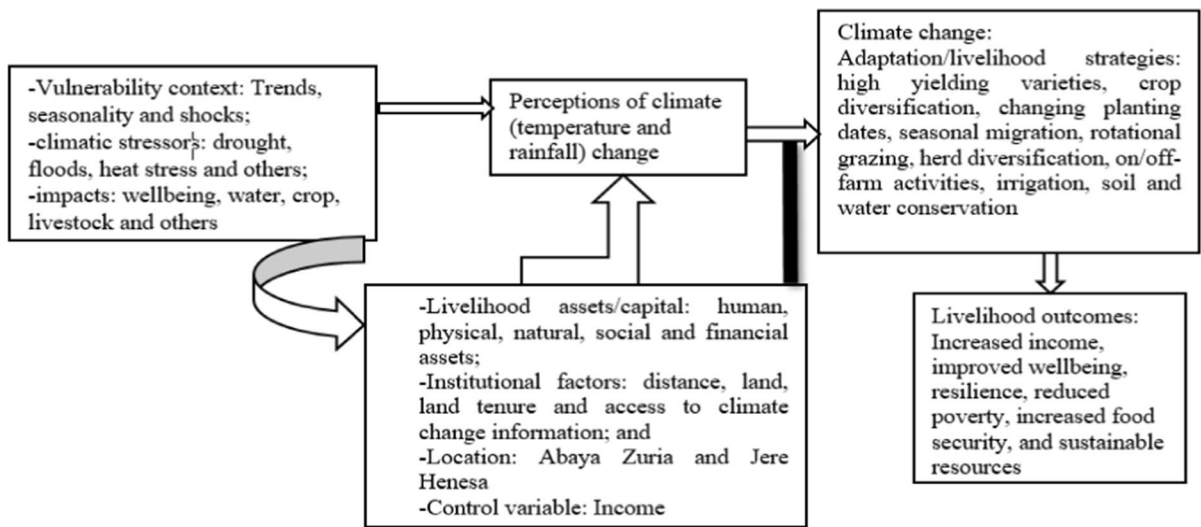 -Vulnerability context: Trends,
seasonality and shocks;
-climatic stressors: drought,
floods, heat stress and others;
-impacts: wellbeing, water, crop,
livestock and others
Perceptions of climate
(temperature and
rainfall) change
Climate change:
Adaptation/livelihood strategies:
high yielding varieties, crop
diversification, changing planting
dates, seasonal migration, rotational
grazing, herd diversification, on/off-
farm activities, irrigation, soil and
water conservation
-Livelihood assets/capital: human,
physical, natural, social and financial
assets;
-Institutional factors: distance, land,
land tenure and access to climate
change information; and
-Location: Abaya Zuria and Jere
Henesa
-Control variable: Income
Livelihood outcomes:
Increased income,
improved wellbeing,
resilience, reduced
poverty, increased food
security, and sustainable
resources